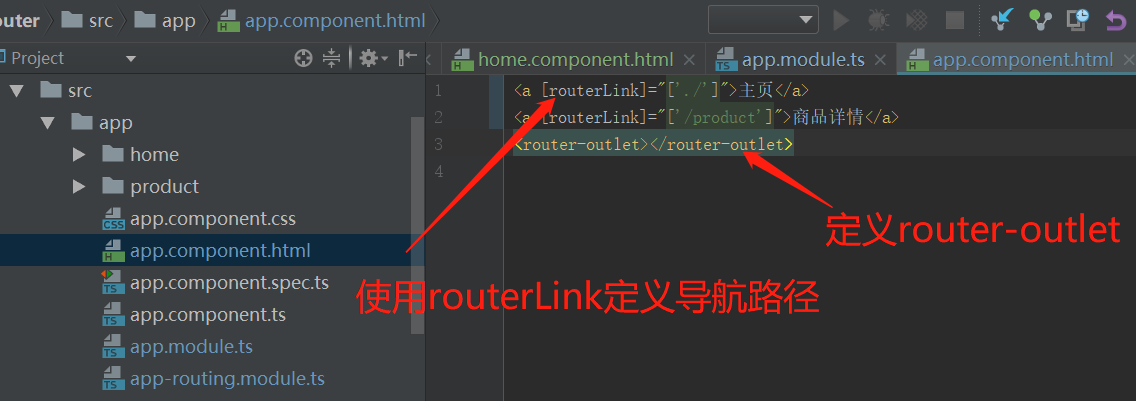 outer src app app.component.html
Project
home.component.html app.module.ts app.component.html
src
app
home
product
app.component.css
app.component.html
app.component.spec.ts
app.component.ts
app.module.ts
app-routing.module.ts
1 <a [routerLink]="['./']">主页</a>
2 <a [routerLink]="['/product']">商品详情</a>
3 <router-outlet></router-outlet>
4
定义router-outlet
使用routerLink定义导航路径